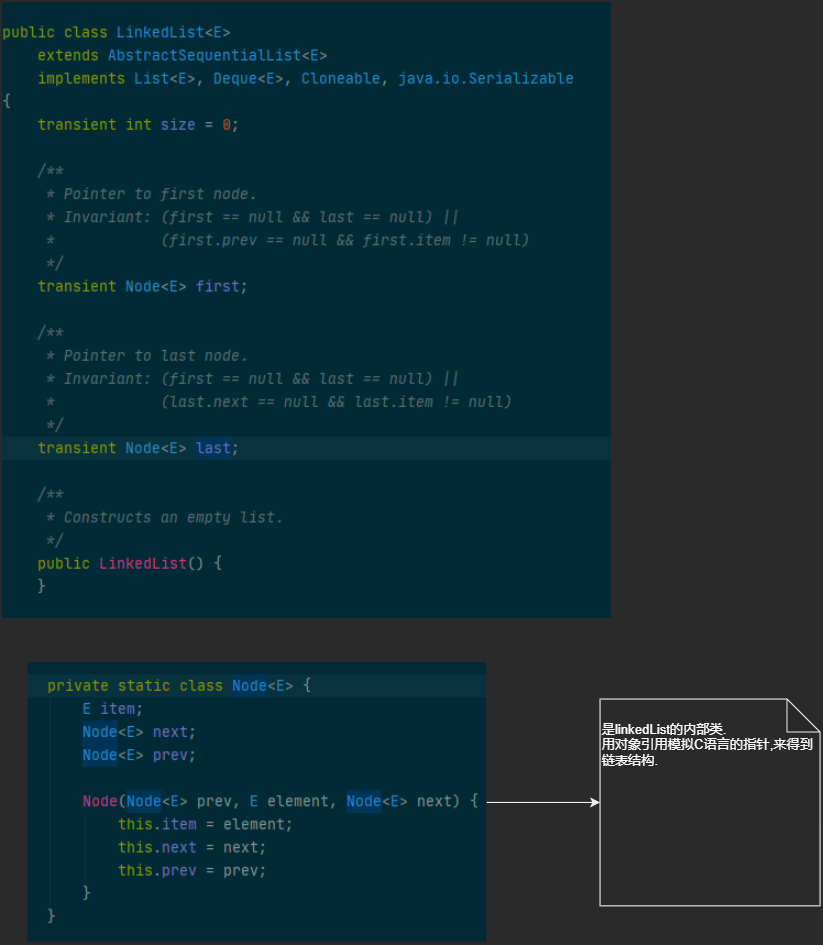 public class LinkedList<E>
    extends AbstractSequentialList<E>
    implements List<E>, Deque<E>, Cloneable, java.io.Serializable
{
    transient int size = 0;

    /**
     * Pointer to first node.
     * Invariant: (first == null && last == null) ||
     *            (first.prev == null && first.item != null)
     */
    transient Node<E> first;

    /**
     * Pointer to last node.
     * Invariant: (first == null && last == null) ||
     *            (last.next == null && last.item != null)
     */
    transient Node<E> last;

    /**
     * Constructs an empty list.
     */
    public LinkedList() {
    }

private static class Node<E> {
    E item;
    Node<E> next;
    Node<E> prev;

    Node(Node<E> prev, E element, Node<E> next) {
        this.item = element;
        this.next = next;
        this.prev = prev;
    }
}

是linkedList的内部类.
用对象引用模拟C语言的指针,来得到
链表结构.